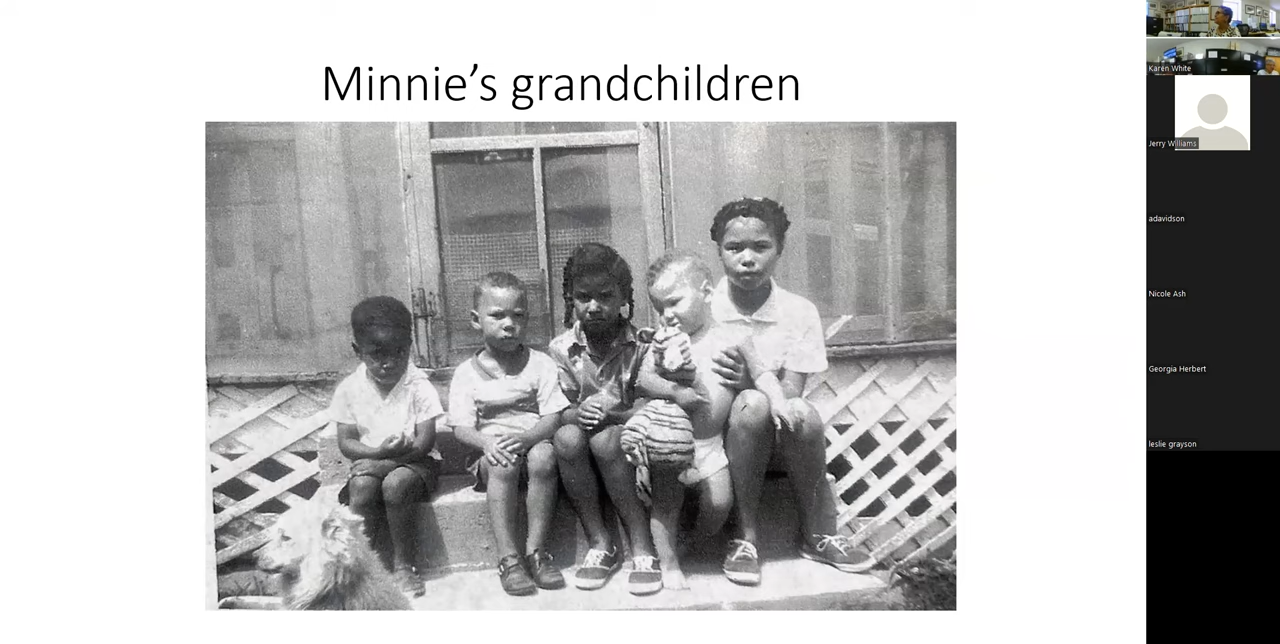 Minnie's grandchildren
Karen White
Jerry Williams
adavidson
Nicole Ash
Georgia Herbert
leslie grayson